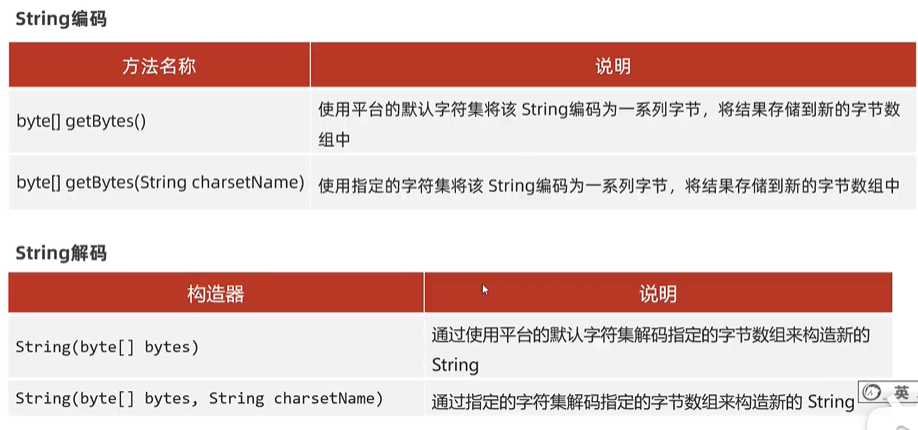 String编码
方法名称 说明
byte[] getBytes() 使用平台的默认字符集将该 String编码为一系列字节，将结果存储到新的字节数
组中
byte[] getBytes(String charsetName) 使用指定的字符集将该 String编码为一系列字节，将结果存储到新的字节数组中
String解码
构造器 说明
String(byte[] bytes) 通过使用平台的默认字符集解码指定的字节数组来构造新的
String
String(byte[] bytes, String charsetName) 通过指定的字符集解码指定的字节数组来构造新的 String
英